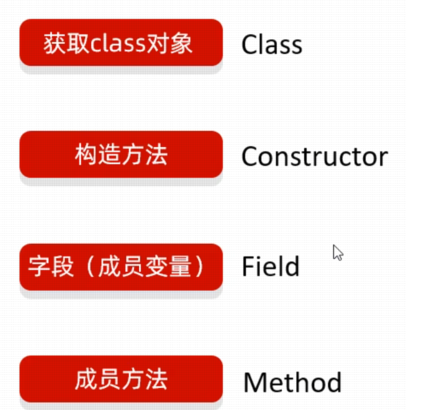 获取class对象 Class
构造方法 Constructor
字段（成员变量） Field
成员方法 Method